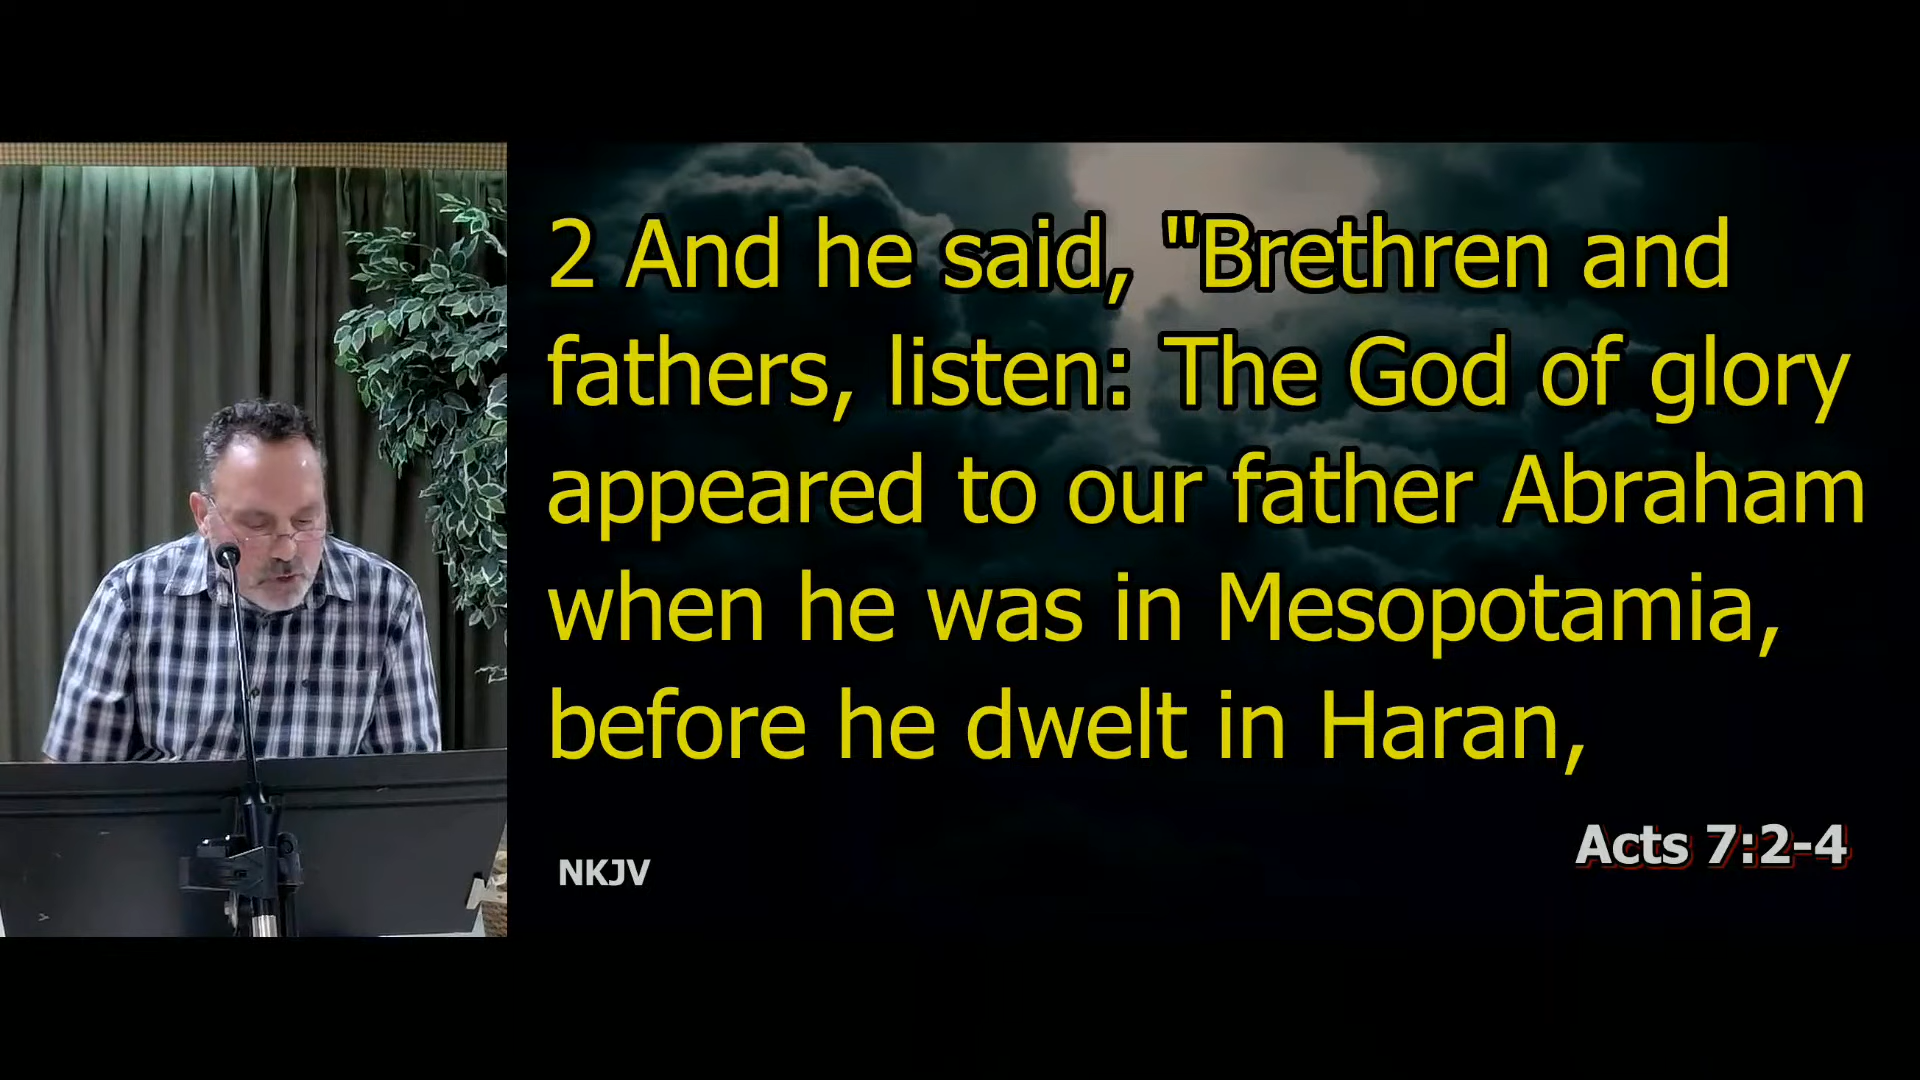 2 And he said, "Brethren and
fathers, listen: The God of glory
appeared to our father Abraham
when he was in Mesopotamia,
before he dwelt in Haran,
Acts 7:2-4
NKJV